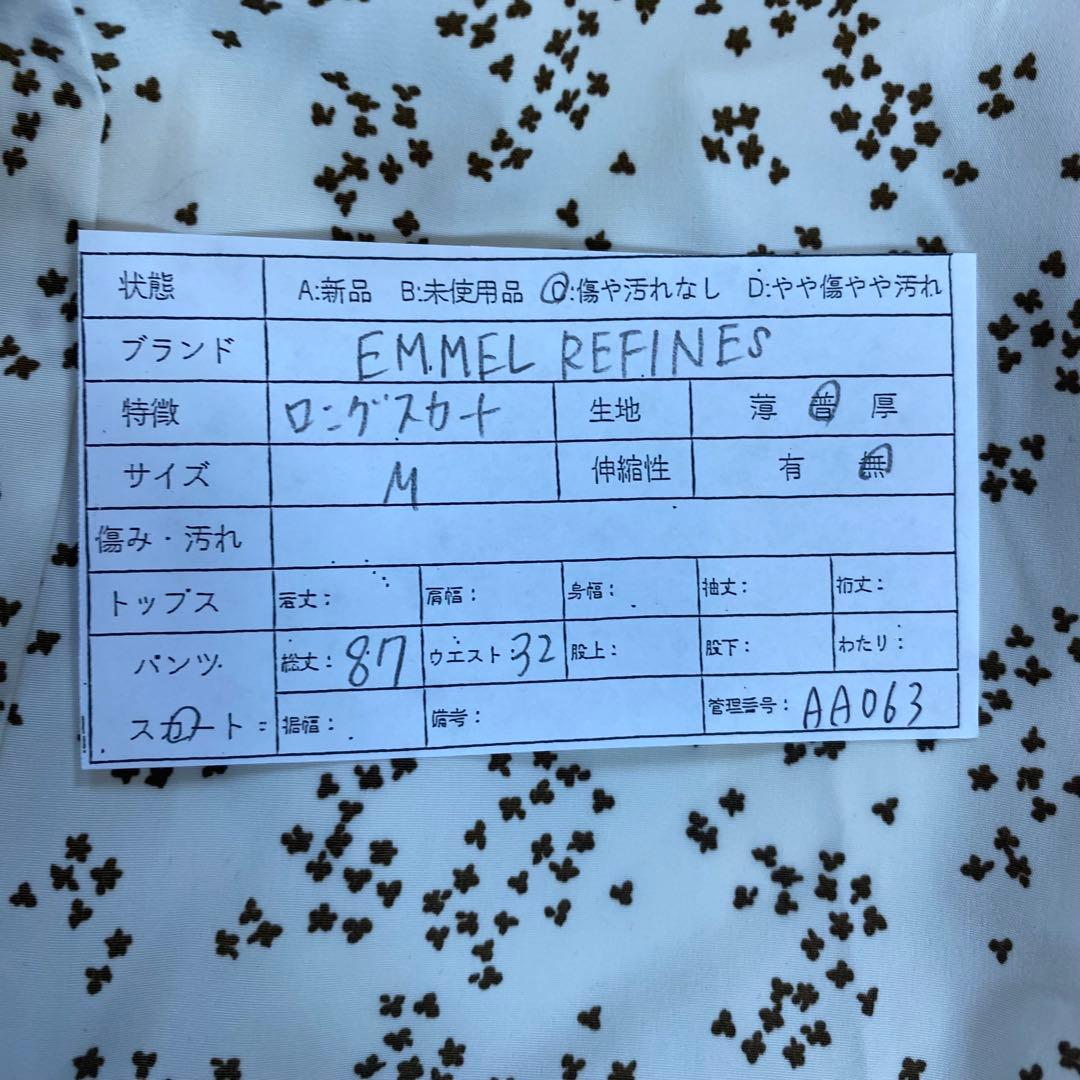 状態 A:新品 B:未使用品 C:傷や汚れなし D:やや傷やや汚れ
ブランド EMMEL REFINES
特徴 ロングスカート 生地 薄 普 厚
サイズ M 伸縮性 有 無
傷み・汚れ
トップス 着丈: 肩幅: 身幅: 袖丈: 裄丈:
パンツ 総丈: 87 ウエスト: 32 股上: 股下: わたり:
スカート 裾幅: 備考: 管理番号: AA063